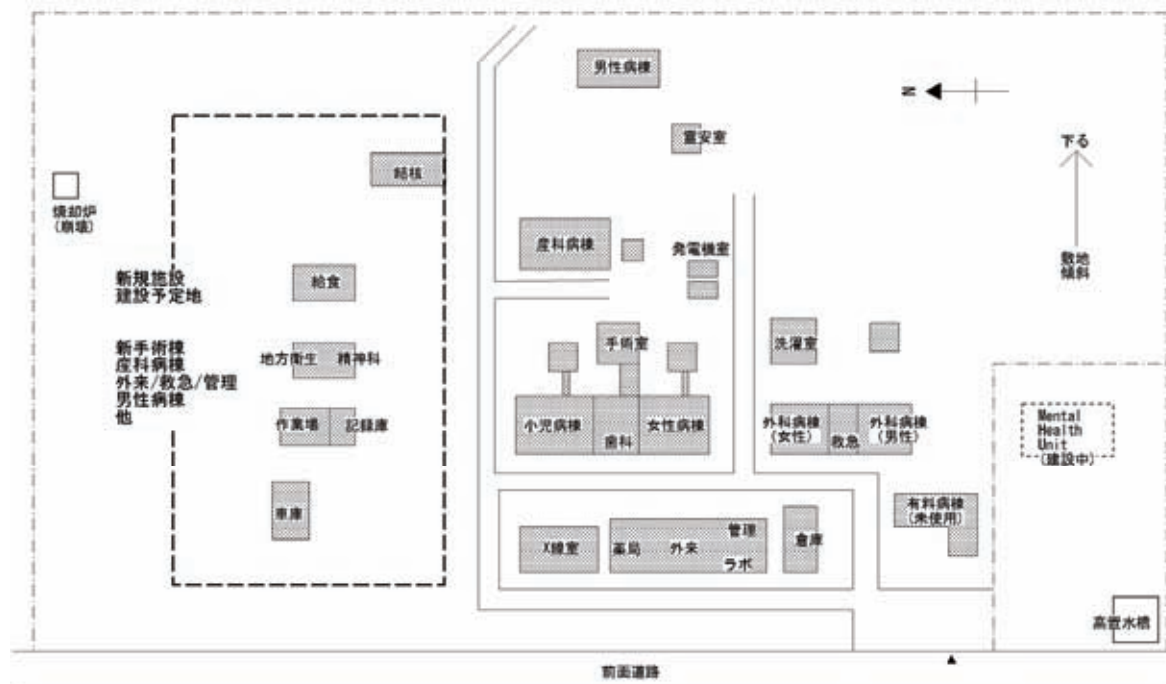 男性病棟
N
霊安室
下る
結核
焼却炉
(崩壊)
産科病棟
発電機室
敷地
傾斜
新規施設
建設予定地
給食
新手術棟
産科病棟
外来/救急/管理
男性病棟
他
地方衛生 精神科
手術室
洗濯室
作業場 記録庫
小児病棟
歯科
女性病棟
外科病棟
(女性)
救急
外科病棟
(男性)
Mental
Health
Unit
(建設中)
車庫
有料病棟
(未使用)
X線室
薬局
外来
管理
ラボ
倉庫
高置水槽
前面道路